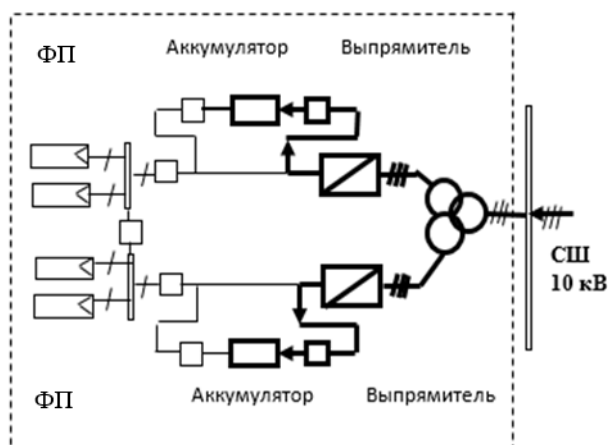 ФП
Аккумулятор
Выпрямитель
СШ
10 кВ
Аккумулятор
Выпрямитель
ФП